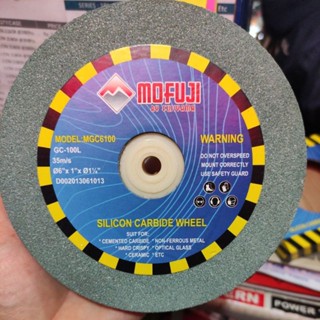 MOFUJI
MODEL.MGC6100
GC-100L
35m/s
Ø6"x 1"x Ø1¼"
D002013061013
WARNING
DO NOT OVERSPEED
MOUNT CORRECTLY
USE SAFETY GUARD
SILICON CARBIDE WHEEL
SUIT FOR:
* CEMENTED CARBIDE * NON-FERROUS METAL
* HARD CRISPY * OPTICAL GLASS
* CERAMIC * ETC
POWER